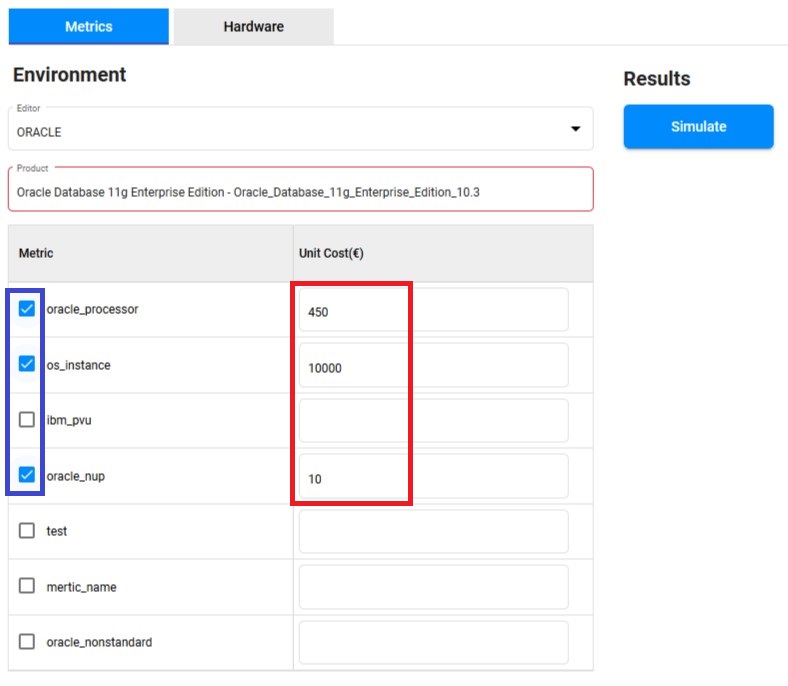 Metrics Hardware
Environment
Results
Editor
ORACLE
Simulate
Product
Oracle Database 11g Enterprise Edition - Oracle_Database_11g_Enterprise_Edition_10.3
Metric Unit Cost(€)
oracle_processor 450
os_instance 10000
ibm_pvu
oracle_nup 10
test
mertic_name
oracle_nonstandard